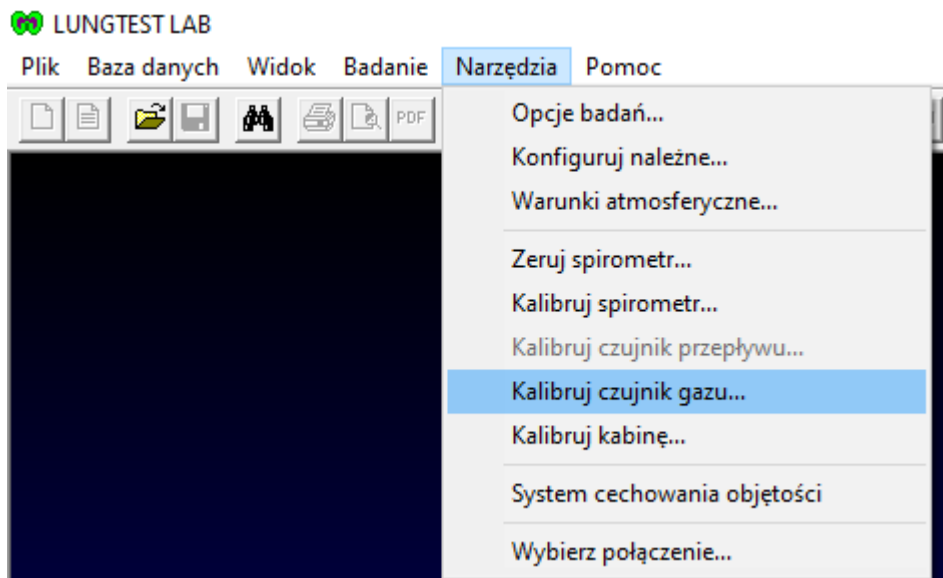 LUNGTEST LAB
Plik Baza danych Widok Badanie Narzędzia Pomoc
PDF
Opcje badań...
Konfiguruj należne...
Warunki atmosferyczne...
Zeruj spirometr...
Kalibruj spirometr...
Kalibruj czujnik przepływu...
Kalibruj czujnik gazu...
Kalibruj kabinę...
System cechowania objętości
Wybierz połączenie...